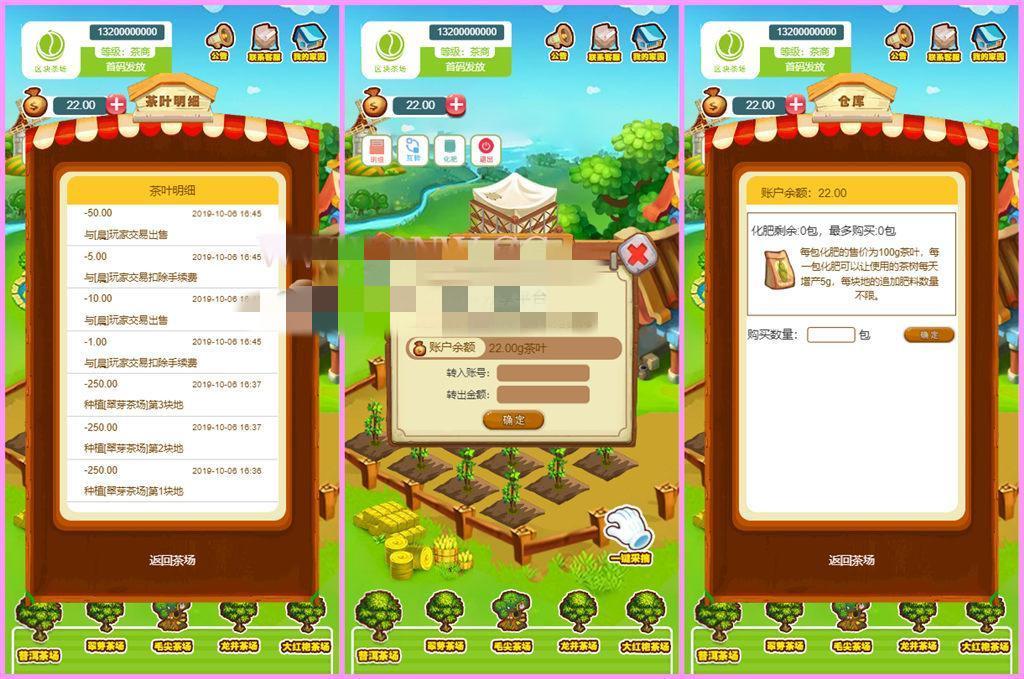 13200000000
等级：茶商
区块茶场
首码发放
公告
联系客服
我的家园
22.00
茶叶明细
茶叶明细
-50.00
2019-10-06 16:45
与[晨]玩家交易出售
-5.00
2019-10-06 16:45
与[晨]玩家交易扣除手续费
-10.00
与[晨]玩家交易出售
-1.00
2019-10-06 16:45
与[晨]玩家交易扣除手续费
-250.00
2019-10-06 16:37
种植[翠芽茶场]第3块地
-250.00
2019-10-06 16:37
种植[翠芽茶场]第2块地
-250.00
2019-10-06 16:36
种植[翠芽茶场]第1块地
返回茶场
普洱茶场
翠芽茶场
毛尖茶场
龙井茶场
大红袍茶场
13200000000
等级：茶商
区块茶场
首码发放
公告
联系客服
我的家园
22.00
化肥
退出
平台
账户余额
22.00g茶叶
转入账号：
转出金额：
确定
一键采摘
普洱茶场
翠芽茶场
毛尖茶场
龙井茶场
大红袍茶场
13200000000
等级：茶商
区块茶场
首码发放
公告
联系客服
我的家园
22.00
仓库
账户余额：22.00
化肥剩余:0包，最多购买:0包
每包化肥的售价为100g茶叶，每
一包化肥可以让使用的茶树每天
增产5g，每块地的追加肥料数量
不限。
购买数量：
包
确定
返回茶场
普洱茶场
翠芽茶场
毛尖茶场
龙井茶场
大红袍茶场